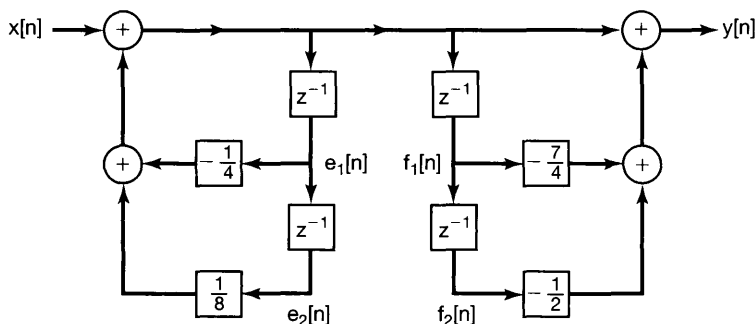 x[n] + + y[n]
z⁻¹ z⁻¹
+ − 1/4 e₁[n] f₁[n] − 7/4 +
z⁻¹ z⁻¹
1/8 e₂[n] f₂[n] − 1/2